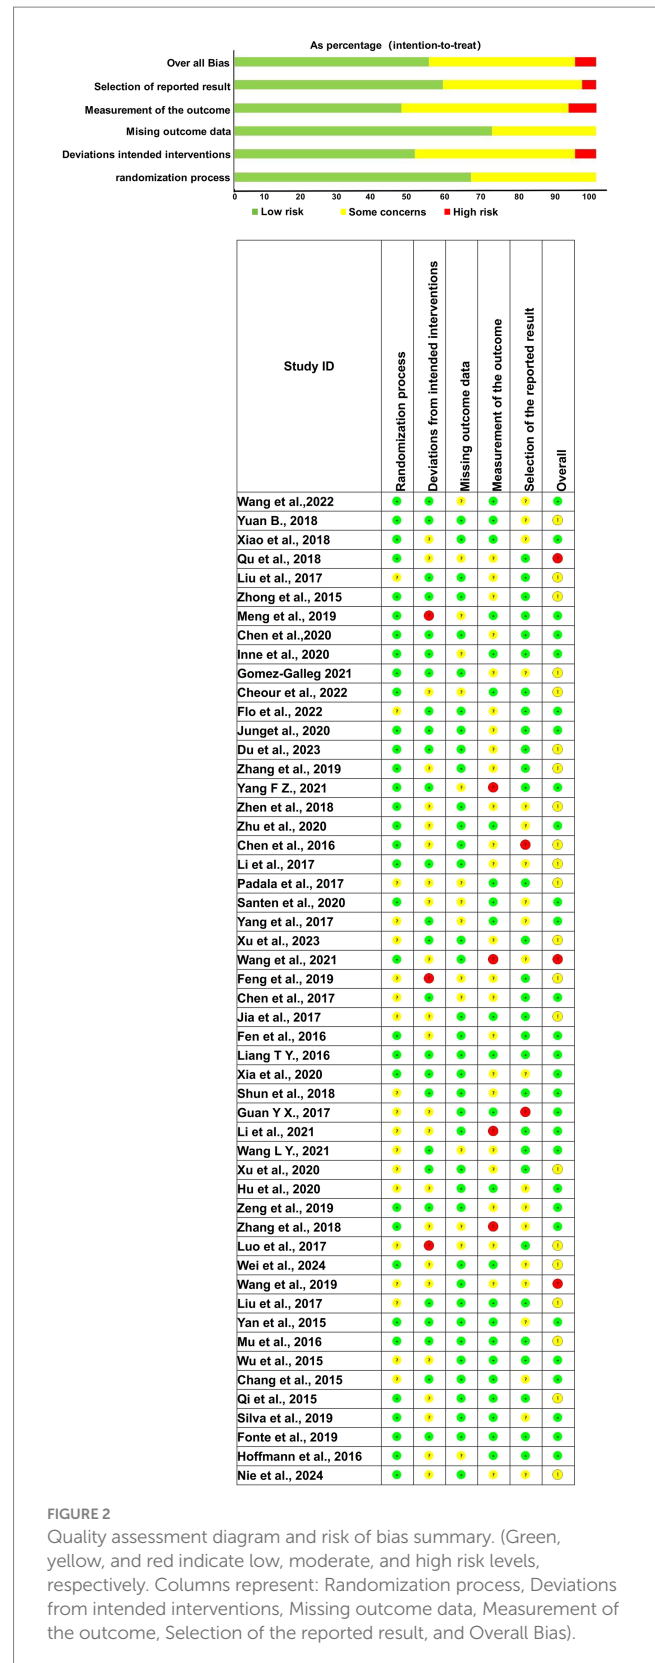 As percentage (intention-to-treat)
Over all Bias
Selection of reported result
Measurement of the outcome
Mising outcome data
Deviations intended interventions
randomization process
0 10 20 30 40 50 60 70 80 90 100
Low risk Some concerns High risk
Study ID
Randomization process
Deviations from intended interventions
Missing outcome data
Measurement of the outcome
Selection of the reported result
Overall
Wang et al.,2022
Yuan B., 2018
Xiao et al., 2018
Qu et al., 2018
Liu et al., 2017
Zhong et al., 2015
Meng et al., 2019
Chen et al.,2020
Inne et al., 2020
Gomez-Galleg 2021
Cheour et al., 2022
Flo et al., 2022
Junget al., 2020
Du et al., 2023
Zhang et al., 2019
Yang F Z., 2021
Zhen et al., 2018
Zhu et al., 2020
Chen et al., 2016
Li et al., 2017
Padala et al., 2017
Santen et al., 2020
Yang et al., 2017
Xu et al., 2023
Wang et al., 2021
Feng et al., 2019
Chen et al., 2017
Jia et al., 2017
Fen et al., 2016
Liang T Y., 2016
Xia et al., 2020
Shun et al., 2018
Guan Y X., 2017
Li et al., 2021
Wang L Y., 2021
Xu et al., 2020
Hu et al., 2020
Zeng et al., 2019
Zhang et al., 2018
Luo et al., 2017
Wei et al., 2024
Wang et al., 2019
Liu et al., 2017
Yan et al., 2015
Mu et al., 2016
Wu et al., 2015
Chang et al., 2015
Qi et al., 2015
Silva et al., 2019
Fonte et al., 2019
Hoffmann et al., 2016
Nie et al., 2024
FIGURE 2
Quality assessment diagram and risk of bias summary. (Green,
yellow, and red indicate low, moderate, and high risk levels,
respectively. Columns represent: Randomization process, Deviations
from intended interventions, Missing outcome data, Measurement of
the outcome, Selection of the reported result, and Overall Bias).